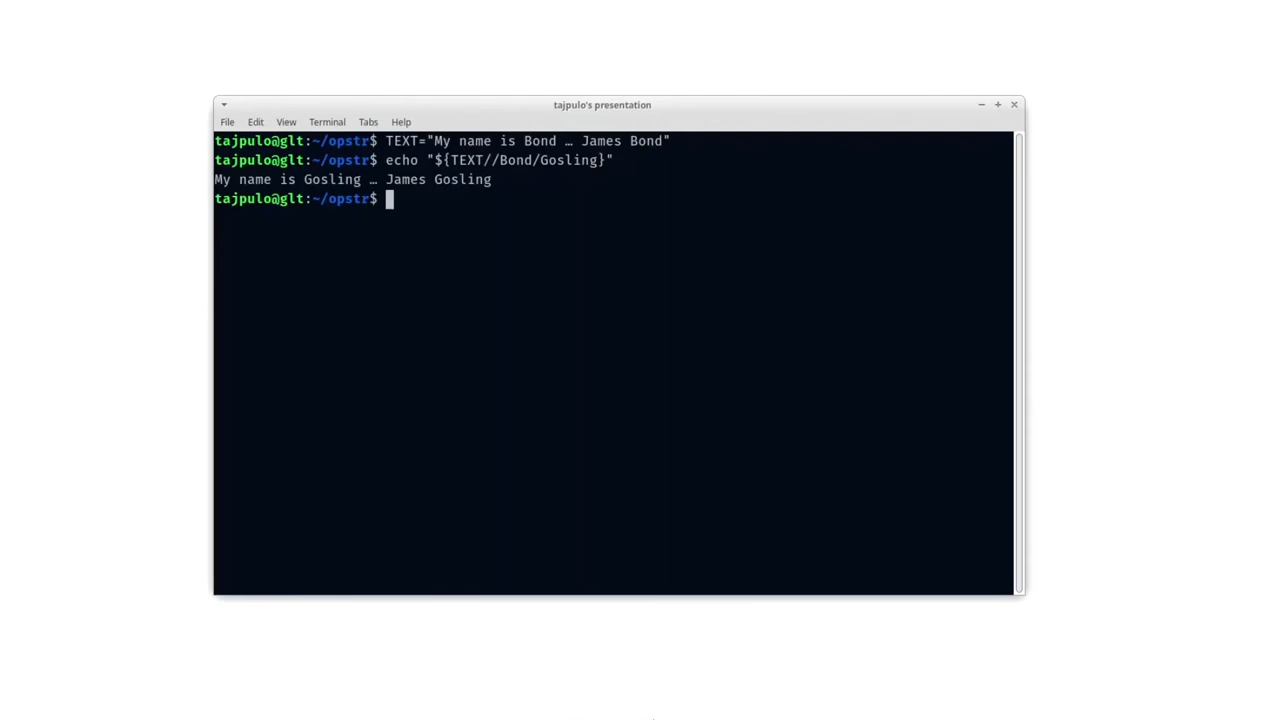 tajpulo's presentation
File Edit View Terminal Tabs Help
tajpulo@glt:~/opstr$ TEXT="My name is Bond … James Bond"
tajpulo@glt:~/opstr$ echo "${TEXT//Bond/Gosling}"
My name is Gosling … James Gosling
tajpulo@glt:~/opstr$